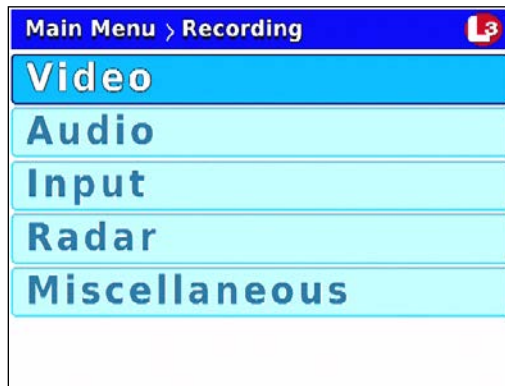 Main Menu > Recording L3
Video
Audio
Input
Radar
Miscellaneous